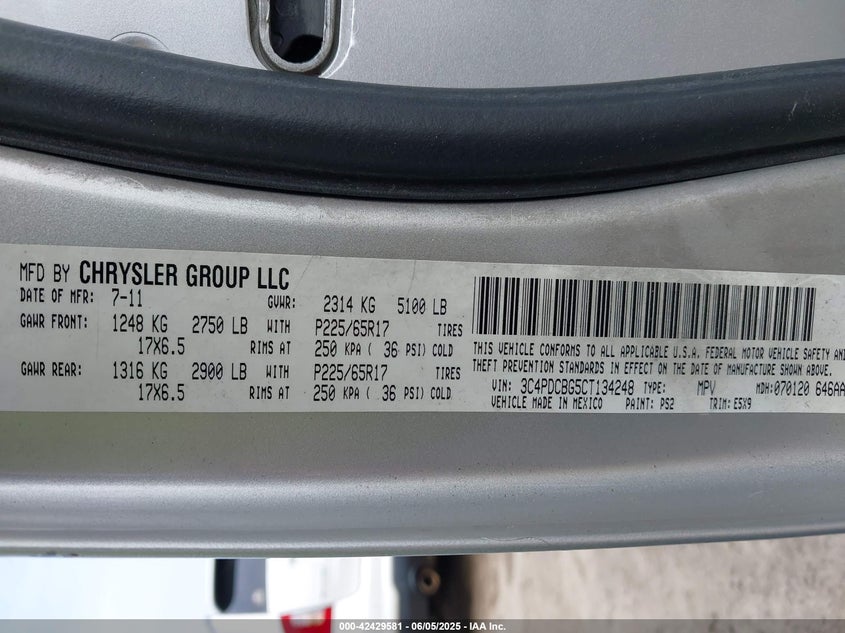 MFD BY CHRYSLER GROUP LLC
DATE OF MFR: 7-11 GVWR: 2314 KG 5100 LB
GAWR FRONT: 1248 KG 2750 LB WITH P225/65R17 TIRES
17X6.5 RIMS AT 250 KPA ( 36 PSI) COLD
GAWR REAR: 1316 KG 2900 LB WITH P225/65R17 TIRES
17X6.5 RIMS AT 250 KPA ( 36 PSI) COLD
THIS VEHICLE CONFORMS TO ALL APPLICABLE U.S.A. FEDERAL MOTOR VEHICLE SAFETY AND
THEFT PREVENTION STANDARDS IN EFFECT ON THE DATE OF MANUFACTURE SHOWN ABOVE.
VIN: 3C4PDCBG5CT134248 TYPE: MPV MDH: 070120 646AA
VEHICLE MADE IN MEXICO PAINT: PS2 TRIM: E5X9
000-42429581 - 06/05/2025 - IAA Inc.